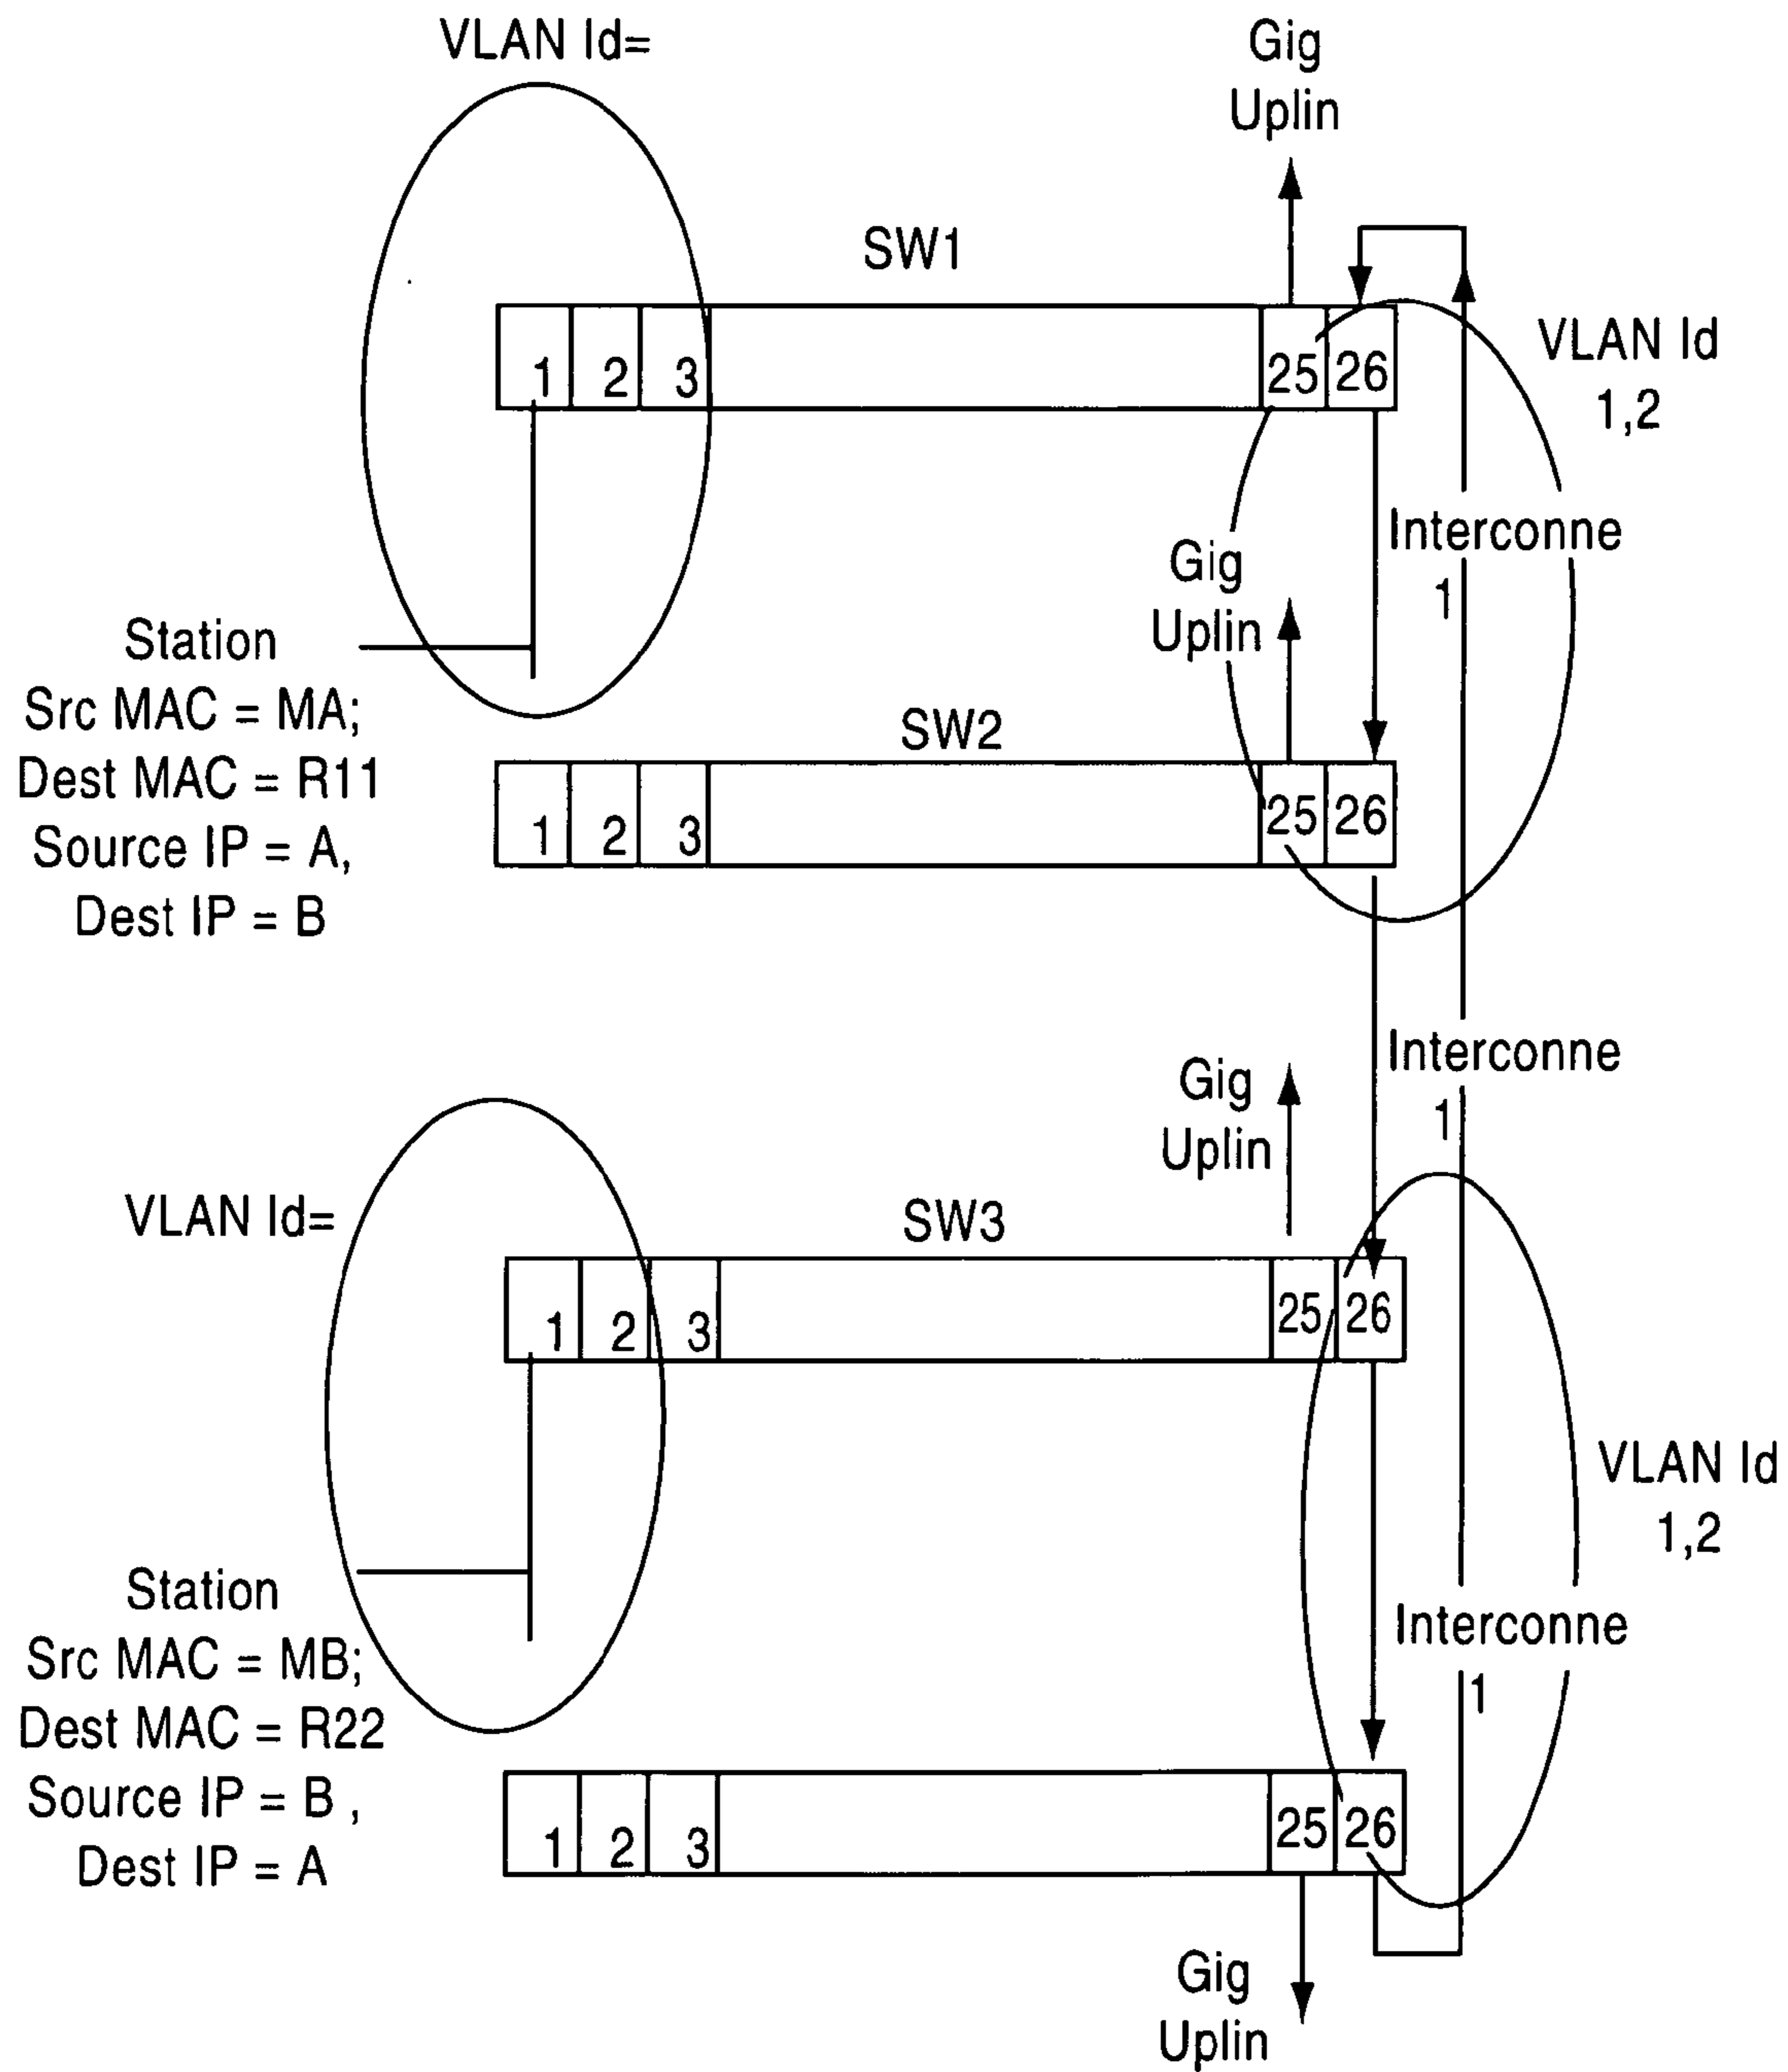 VLAN Id=
Gig
Uplin
SW1
1 2 3 25 26
VLAN Id
1,2
Interconne
1
Gig
Uplin
Station
Src MAC = MA;
Dest MAC = R11
Source IP = A,
Dest IP = B
SW2
1 2 3 25 26
Interconne
1
Gig
Uplin
VLAN Id=
SW3
1 2 3 25 26
VLAN Id
1,2
Interconne
1
Station
Src MAC = MB;
Dest MAC = R22
Source IP = B ,
Dest IP = A
1 2 3 25 26
Gig
Uplin